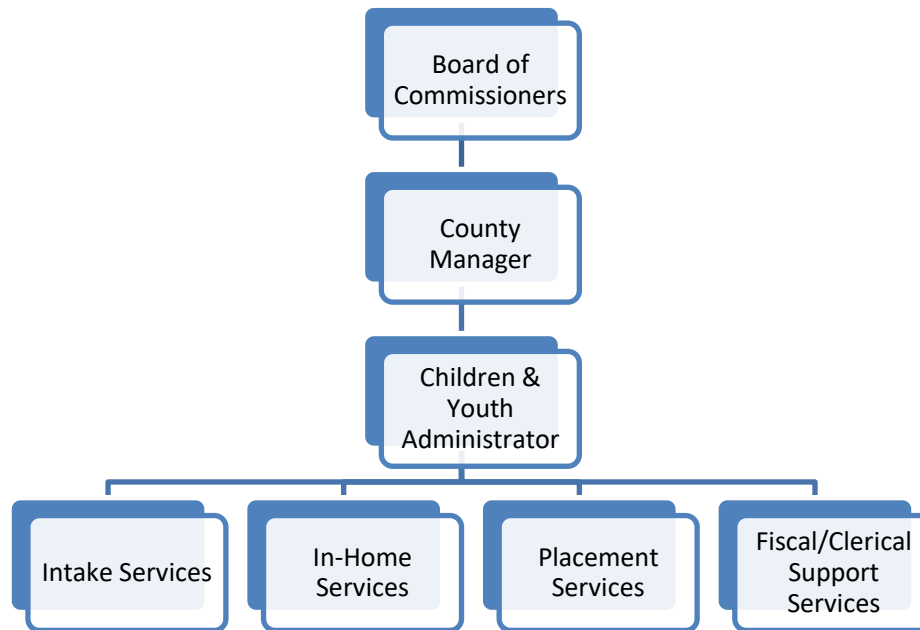 Board of
Commissioners
County
Manager
Children &
Youth
Administrator
Intake Services
In-Home
Services
Placement
Services
Fiscal/Clerical
Support
Services